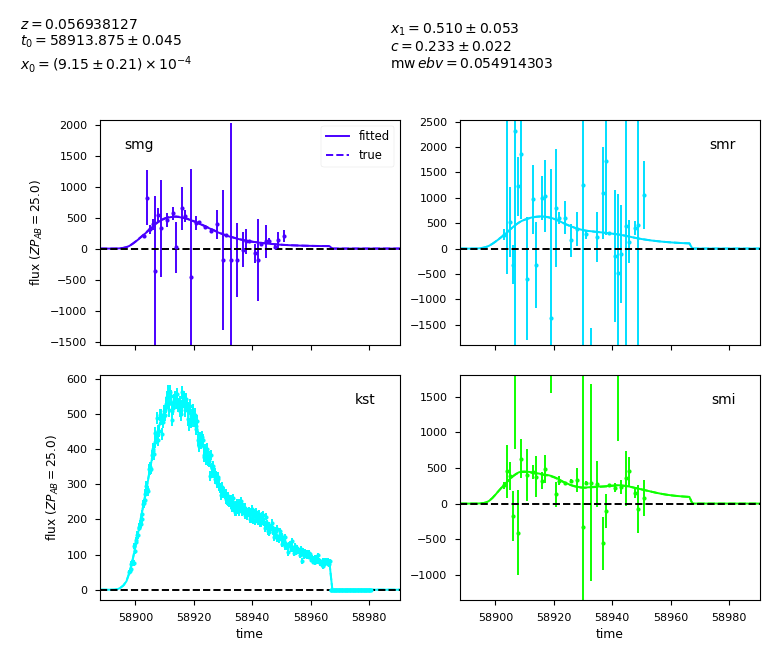 z = 0.056938127
t₀ = 58913.875 ± 0.045
x₀ = (9.15 ± 0.21) × 10⁻⁴
x₁ = 0.510 ± 0.053
c = 0.233 ± 0.022
mw ebv = 0.054914303
smg
fitted
true
2000
1500
1000
500
0
−500
−1000
−1500
flux (ZP_AB = 25.0)
smr
2500
2000
1500
1000
500
0
−500
−1000
−1500
kst
600
500
400
300
200
100
0
flux (ZP_AB = 25.0)
58900 58920 58940 58960 58980
time
smi
1500
1000
500
0
−500
−1000
58900 58920 58940 58960 58980
time